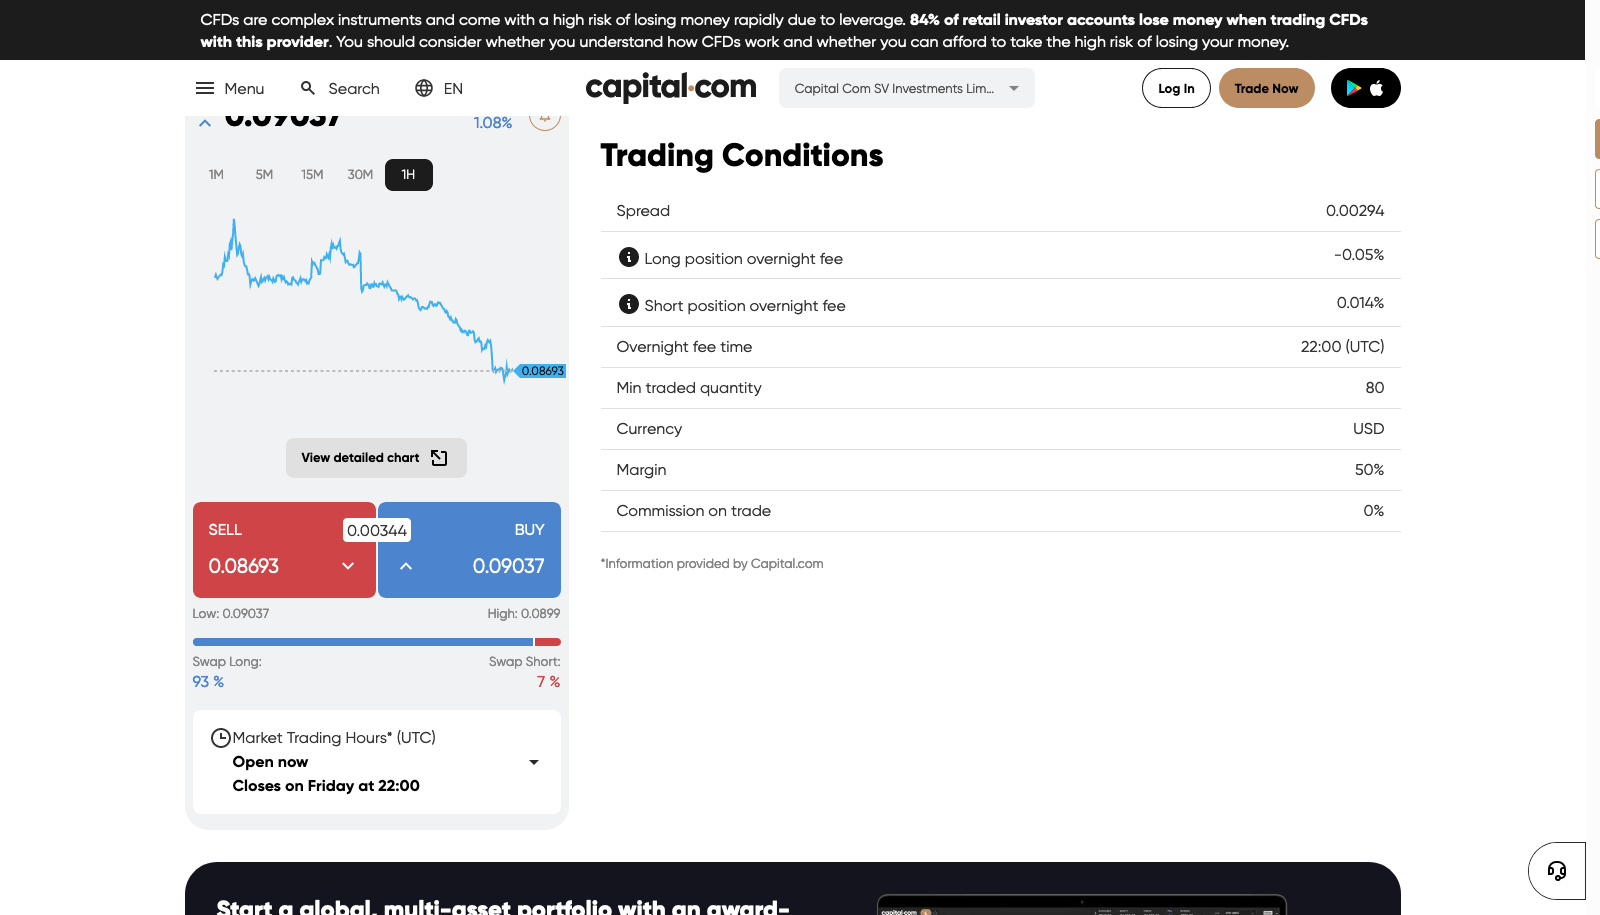 CFDs are complex instruments and come with a high risk of losing money rapidly due to leverage. 84% of retail investor accounts lose money when trading CFDs
with this provider. You should consider whether you understand how CFDs work and whether you can afford to take the high risk of losing your money.
Menu
Search
EN
capital.com
Capital Com SV Investments Lim...
Log In
Trade Now
0.09037
1.08%
1M
5M
15M
30M
1H
0.08693
View detailed chart
SELL
0.00344
BUY
0.08693
0.09037
Low: 0.09037
High: 0.0899
Swap Long:
Swap Short:
93 %
7 %
Market Trading Hours* (UTC)
Open now
Closes on Friday at 22:00
Trading Conditions
Spread
0.00294
Long position overnight fee
-0.05%
Short position overnight fee
0.014%
Overnight fee time
22:00 (UTC)
Min traded quantity
80
Currency
USD
Margin
50%
Commission on trade
0%
*Information provided by Capital.com
Start a global, multi-asset portfolio with an award-
capital.com